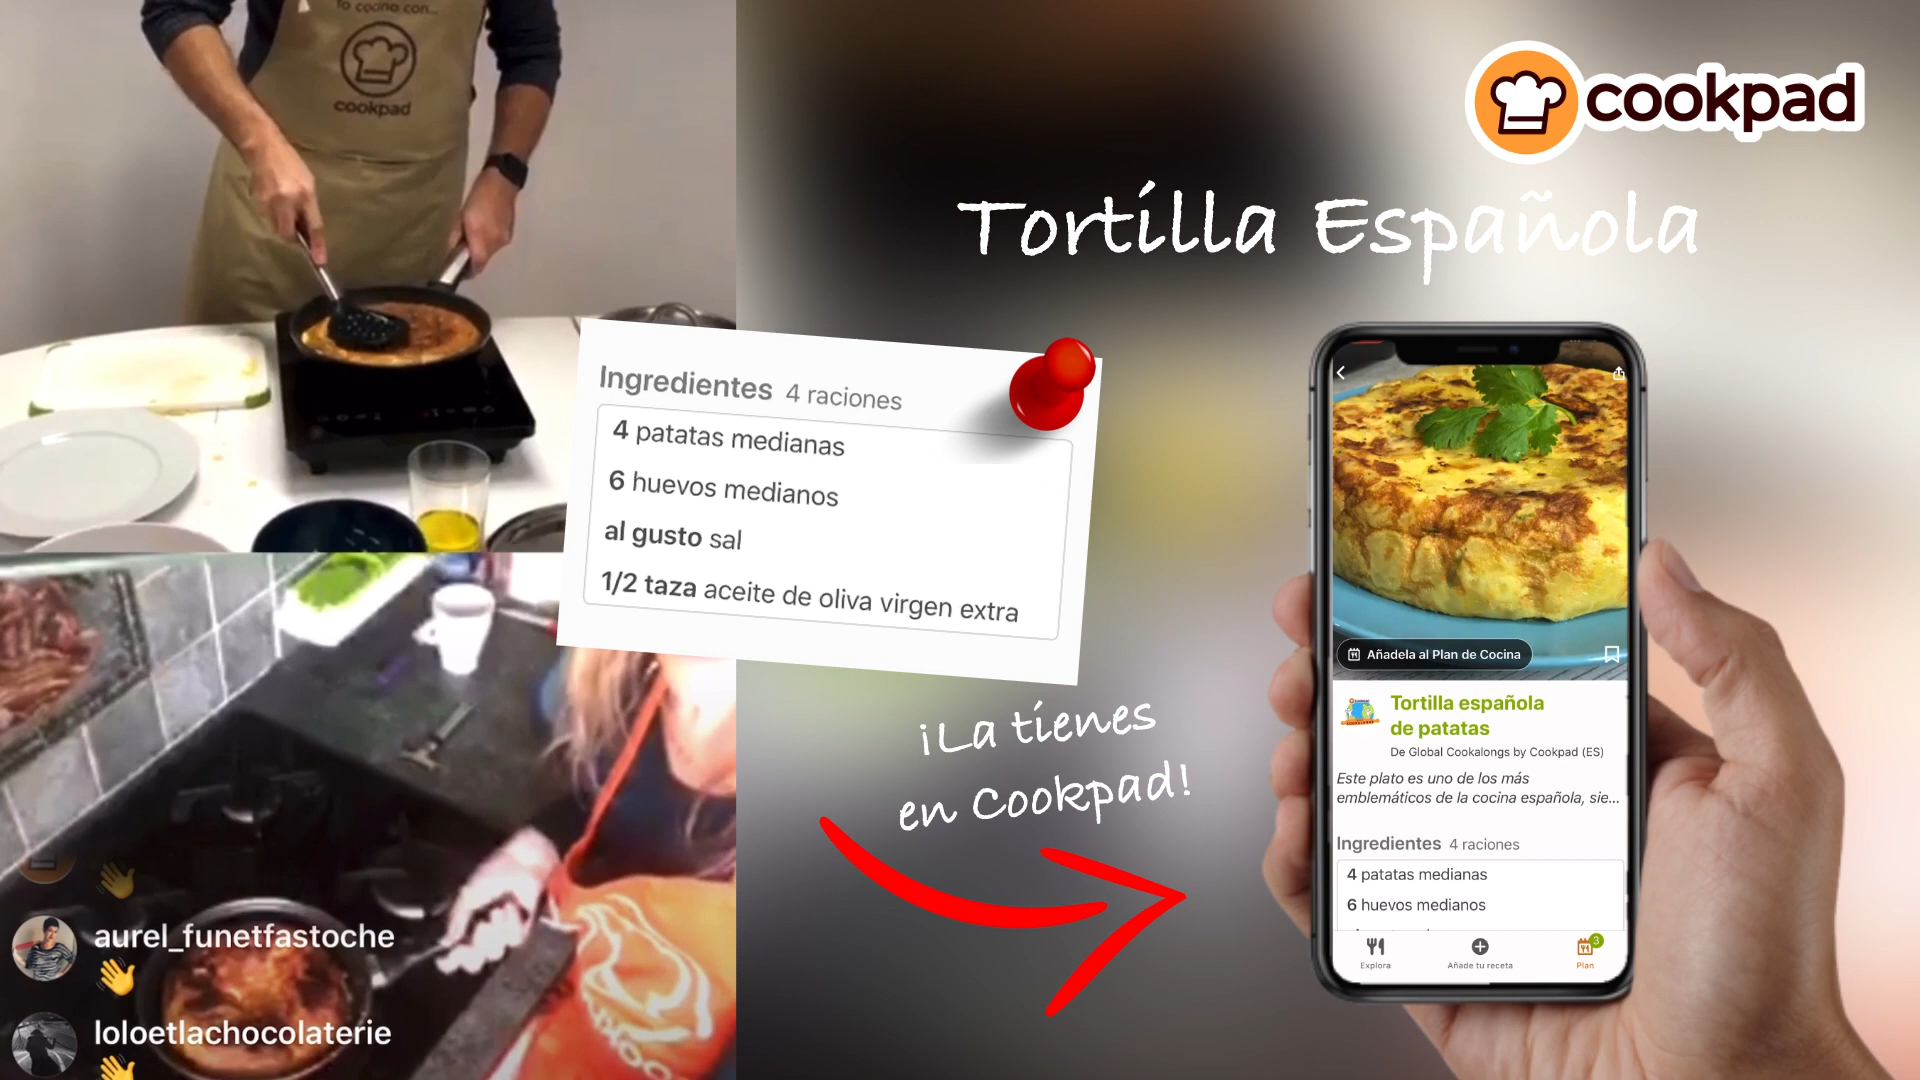 Yo cocino con...
cookpad
cookpad
Tortilla Española
Ingredientes 4 raciones
4 patatas medianas
6 huevos medianos
al gusto sal
1/2 taza aceite de oliva virgen extra
¡La tienes
en Cookpad!
Añadela al Plan de Cocina
Tortilla española
de patatas
De Global Cookalongs by Cookpad (ES)
Este plato es uno de los más
emblemáticos de la cocina española, sie...
Ingredientes 4 raciones
4 patatas medianas
6 huevos medianos
Explora
Añade tu receta
3
Plan
aurel_funetfastoche
loloetlachocolaterie